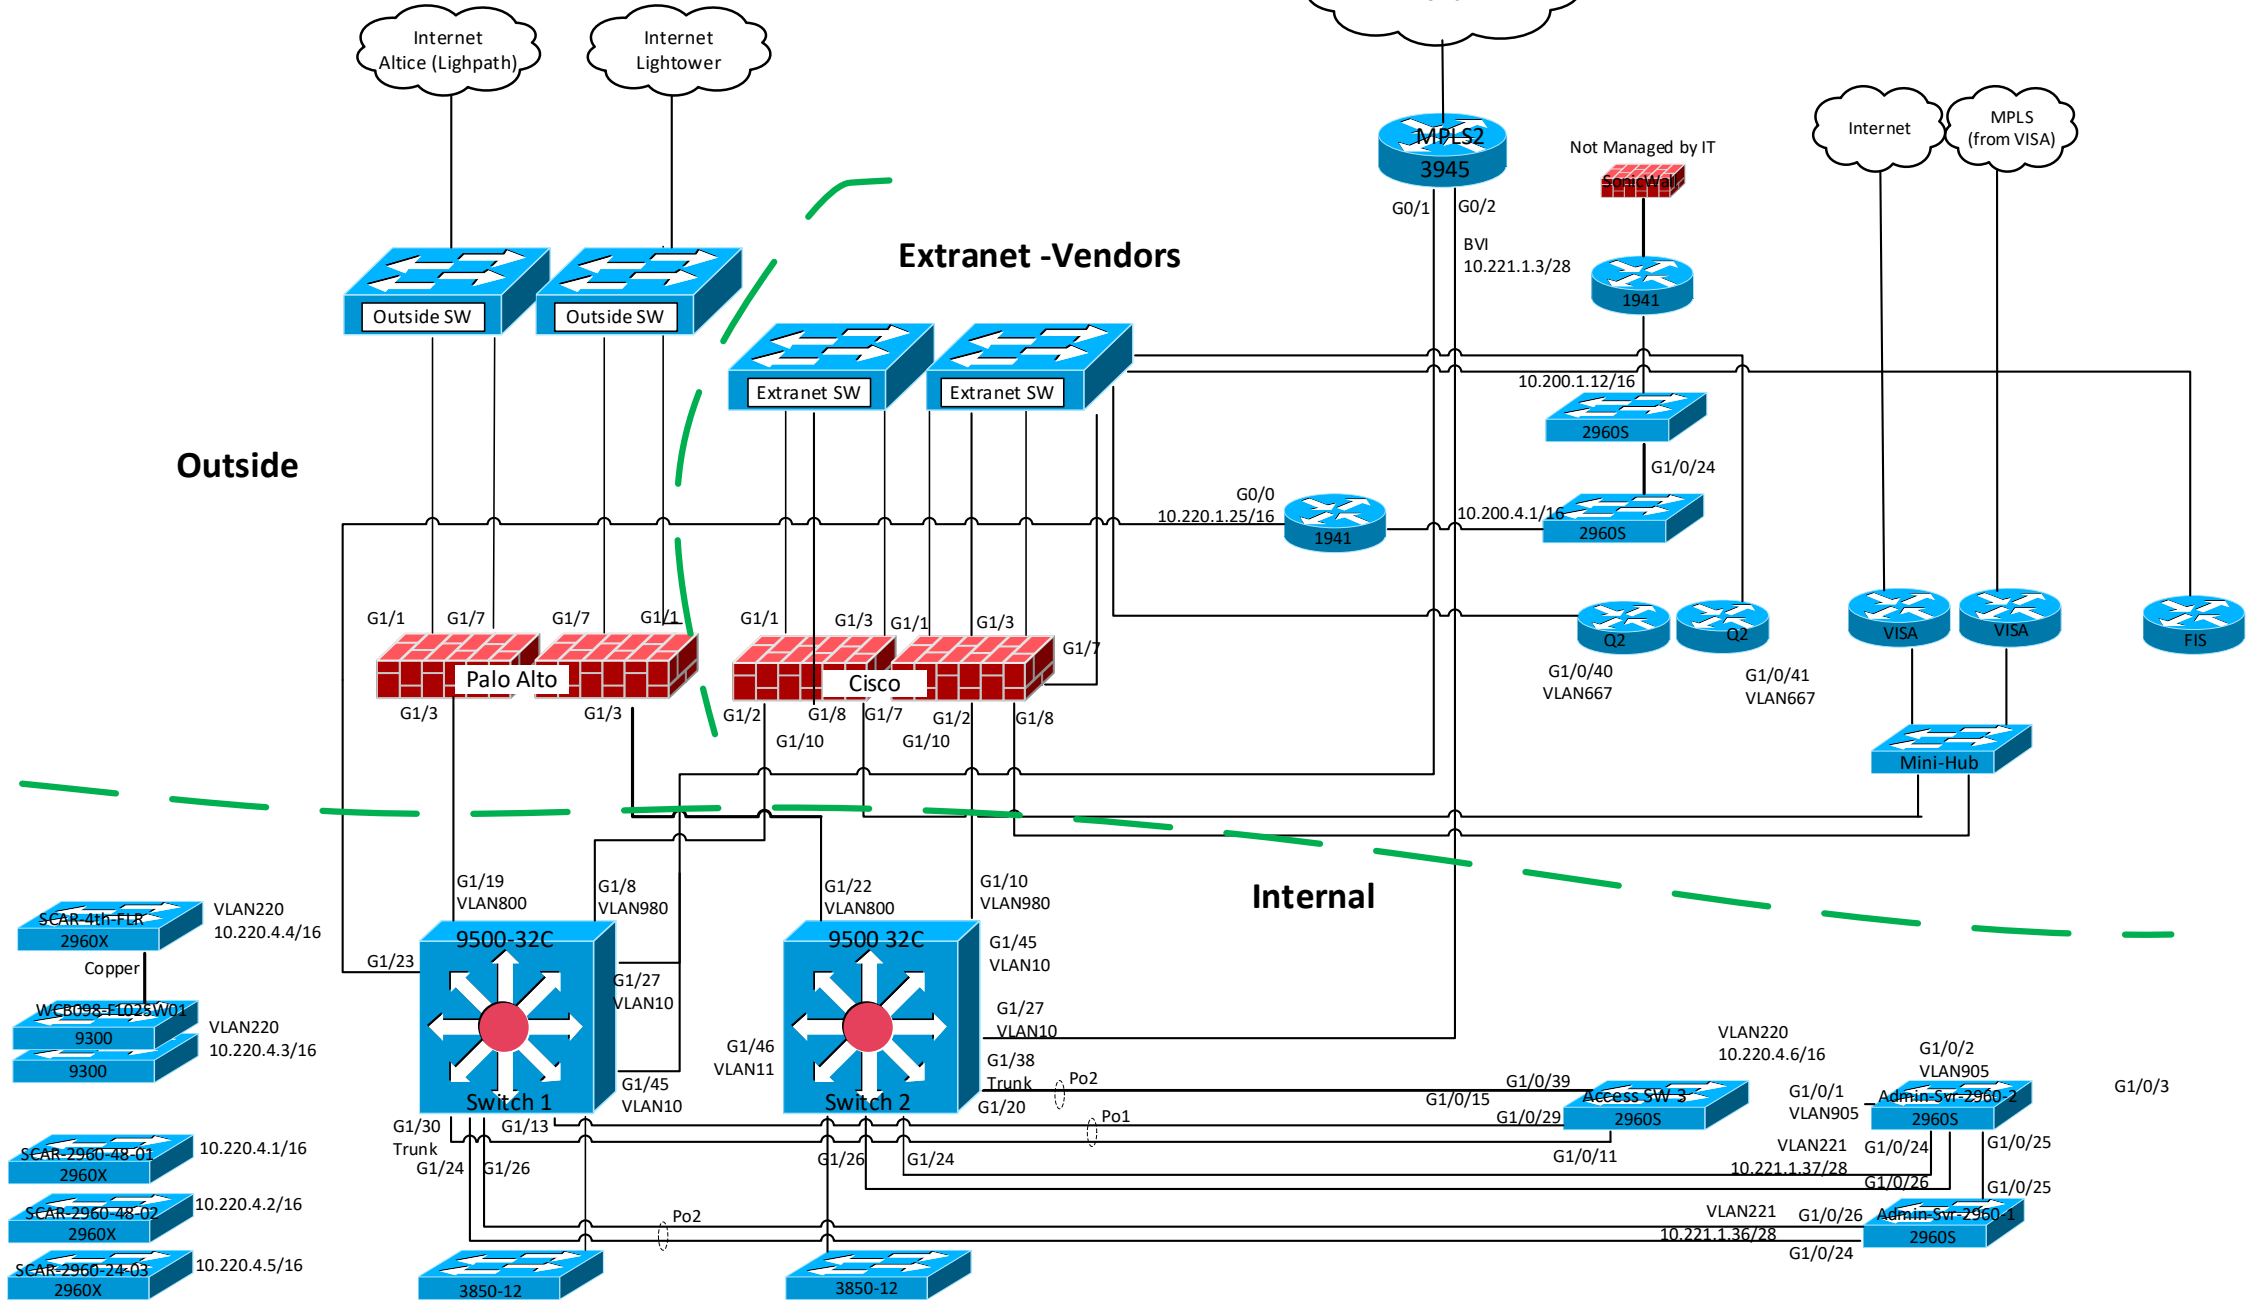 Internet
Altice (Lighpath)
Internet
Lightower
Internet
MPLS
(from VISA)
MPLS2
3945
Not Managed by IT
SonicWall
G0/1
G0/2
BVI
10.221.1.3/28
Extranet -Vendors
1941
Outside SW
Outside SW
Extranet SW
Extranet SW
10.200.1.12/16
2960S
Outside
G1/0/24
G0/0
10.220.1.25/16
1941
10.200.4.1/16
2960S
G1/1
G1/7
G1/7
G1/1
G1/1
G1/3
G1/1
G1/3
G1/7
Palo Alto
Cisco
Q2
Q2
VISA
VISA
FIS
G1/0/40
VLAN667
G1/0/41
VLAN667
G1/3
G1/3
G1/2
G1/8
G1/7
G1/2
G1/8
G1/10
G1/10
Mini-Hub
G1/19
VLAN800
G1/8
VLAN980
G1/22
VLAN800
G1/10
VLAN980
Internal
SCAR-4th-FLR
2960X
VLAN220
10.220.4.4/16
Copper
WCB098-FL02SW01
9300
9300
VLAN220
10.220.4.3/16
G1/23
9500-32C
9500 32C
G1/45
VLAN10
G1/27
VLAN10
G1/27
VLAN10
G1/46
VLAN11
G1/38
Trunk
G1/20
G1/45
VLAN10
Switch 1
Switch 2
Po2
Po1
G1/0/39
G1/0/15
G1/0/29
VLAN220
10.220.4.6/16
Access SW 3
2960S
G1/0/11
G1/0/2
VLAN905
G1/0/1
VLAN905
Admin-Svr-2960-2
2960S
G1/0/3
G1/30
Trunk
G1/13
G1/24
G1/26
G1/26
G1/24
VLAN221
10.221.1.37/28
G1/0/24
G1/0/26
G1/0/25
G1/0/25
SCAR-2960-48-01
2960X
10.220.4.1/16
SCAR-2960-48-02
2960X
10.220.4.2/16
SCAR-2960-24-03
2960X
10.220.4.5/16
Po2
VLAN221
10.221.1.36/28
G1/0/26
G1/0/24
Admin-Svr-2960-1
2960S
3850-12
3850-12